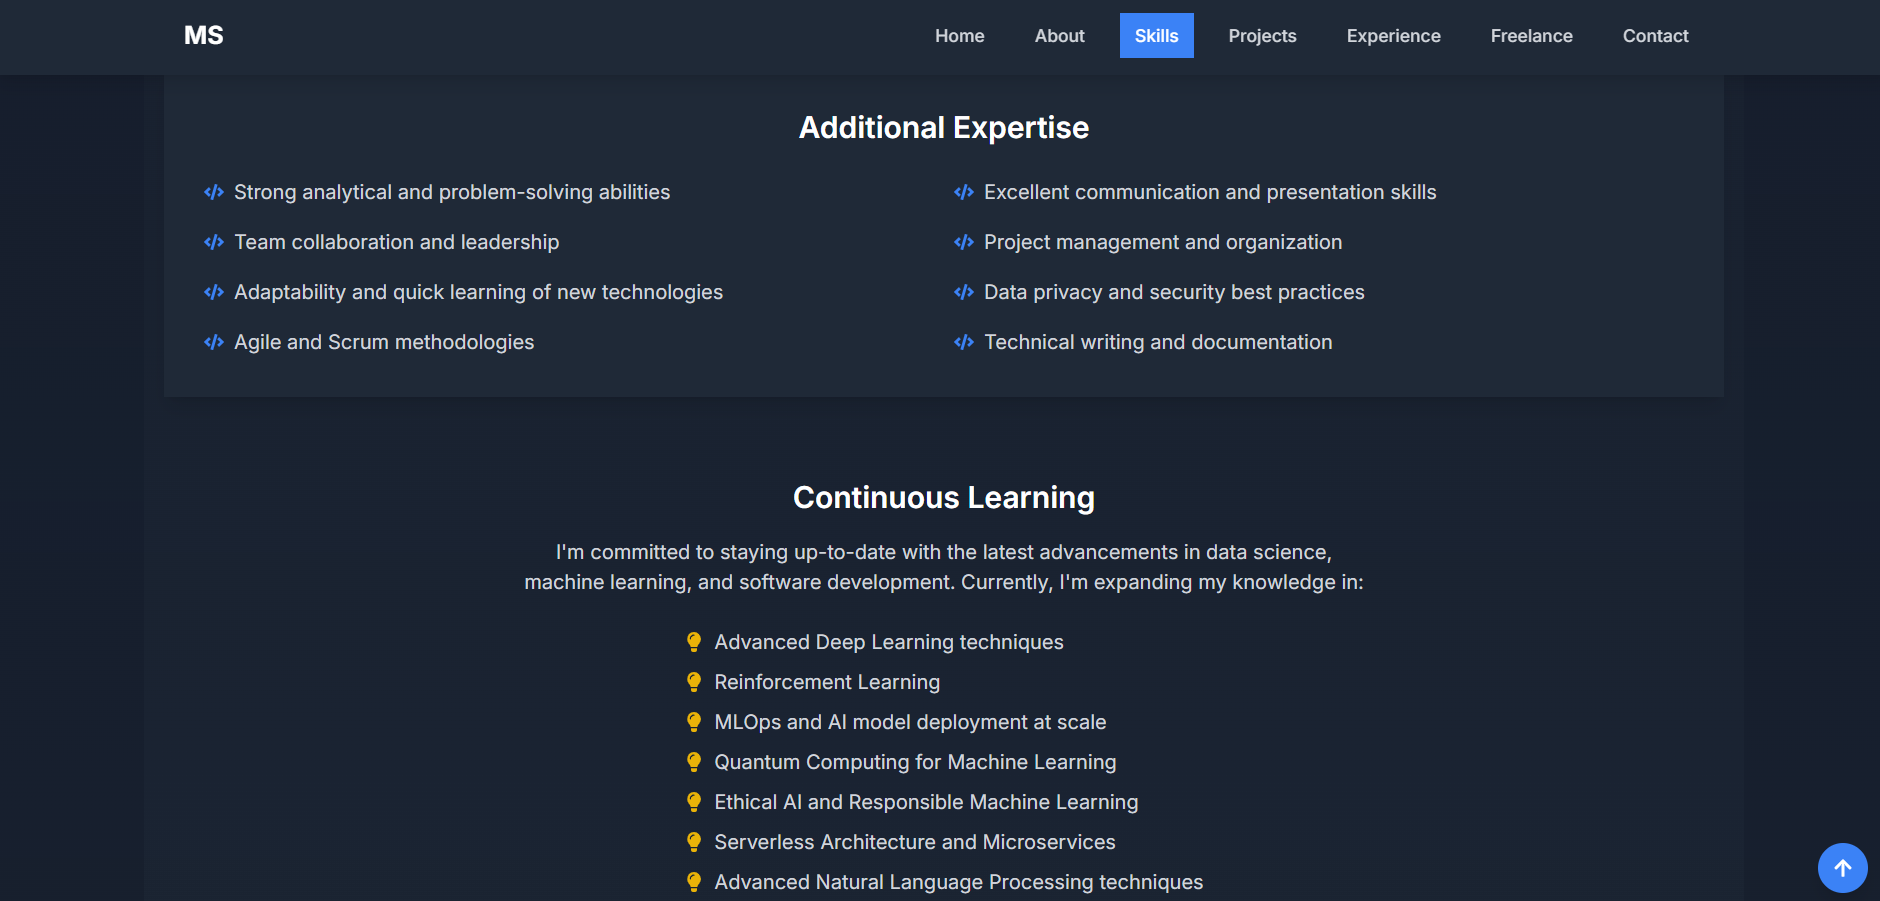 MS
Home
About
Skills
Projects
Experience
Freelance
Contact
Additional Expertise
Strong analytical and problem-solving abilities
Excellent communication and presentation skills
Team collaboration and leadership
Project management and organization
Adaptability and quick learning of new technologies
Data privacy and security best practices
Agile and Scrum methodologies
Technical writing and documentation
Continuous Learning
I'm committed to staying up-to-date with the latest advancements in data science,
machine learning, and software development. Currently, I'm expanding my knowledge in:
Advanced Deep Learning techniques
Reinforcement Learning
MLOps and AI model deployment at scale
Quantum Computing for Machine Learning
Ethical AI and Responsible Machine Learning
Serverless Architecture and Microservices
Advanced Natural Language Processing techniques